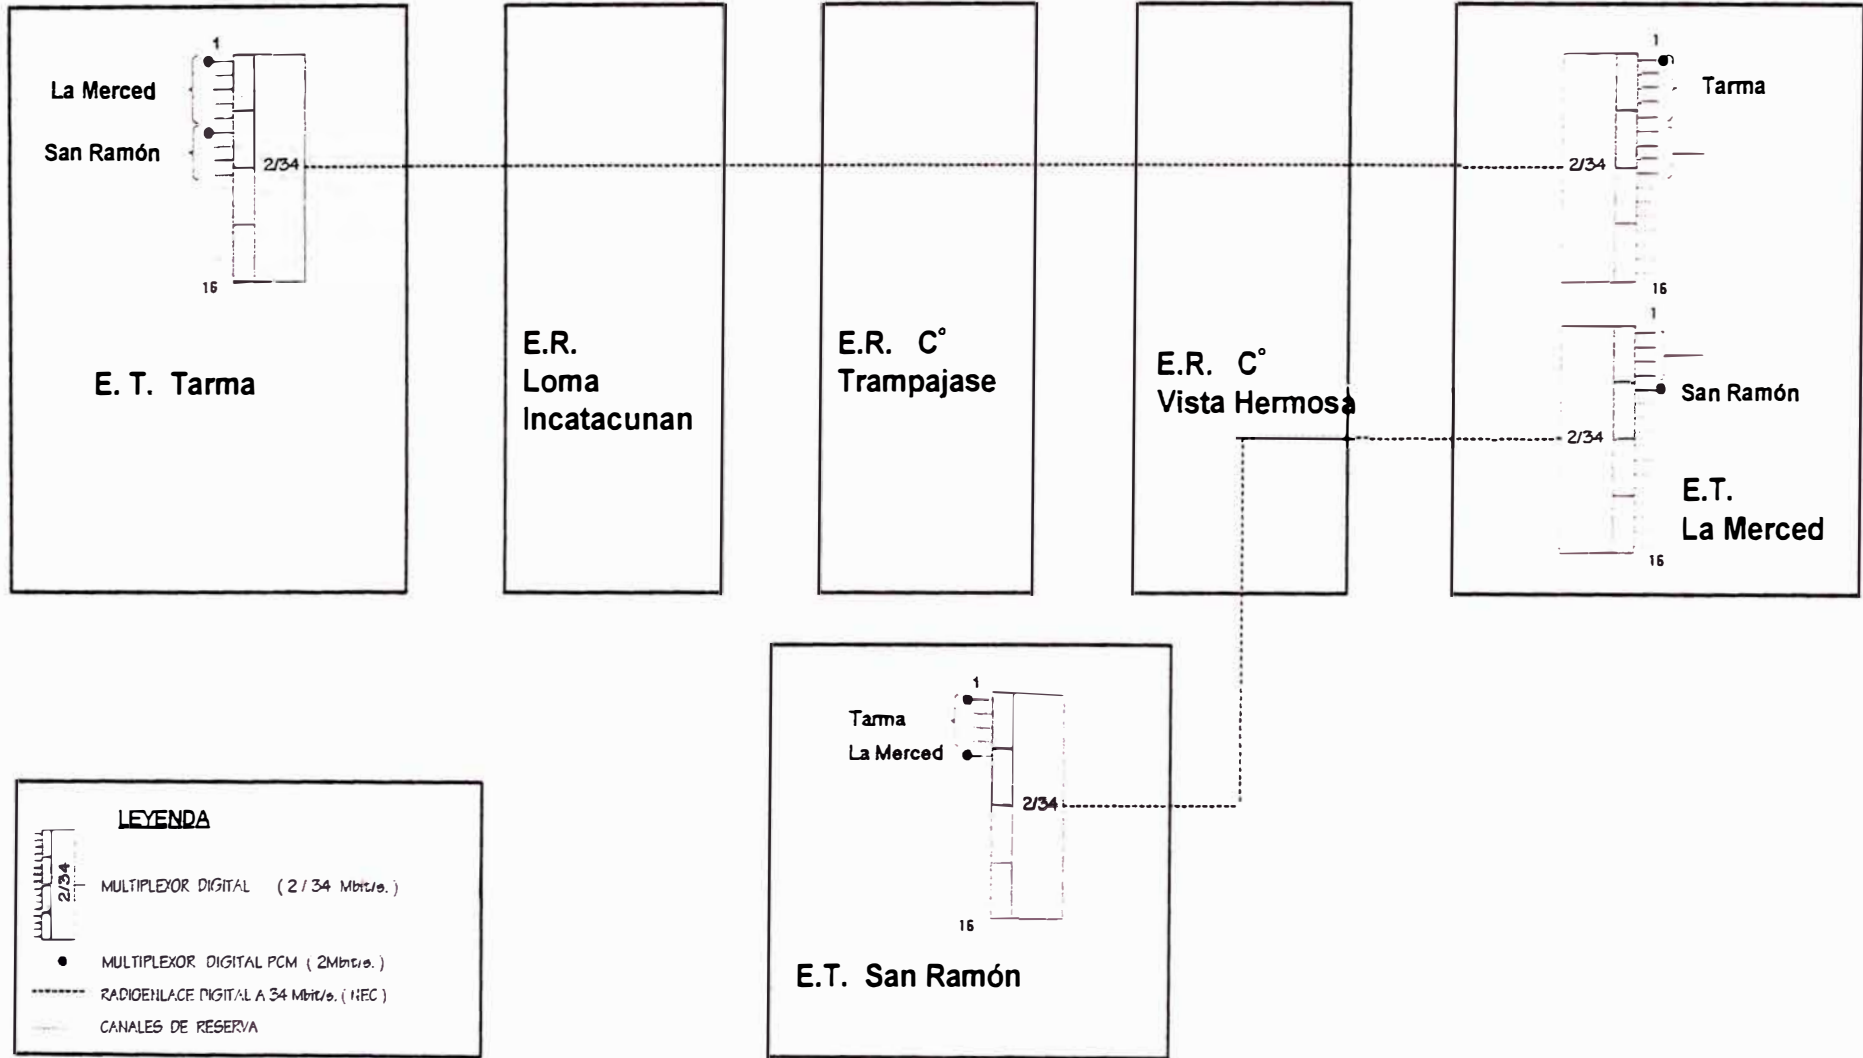 1
La Merced
San Ramón
2/34
16
E. T. Tarma
E.R.
Loma
Incatacunan
E.R. C°
Trampajase
E.R. C°
Vista Hermosa
1
Tarma
2/34
16
1
San Ramón
2/34
E.T.
La Merced
16
1
Tarma
La Merced
2/34
16
E.T. San Ramón
LEYENDA
2/34
MULTIPLEXOR DIGITAL ( 2 / 34 Mbit/s. )
MULTIPLEXOR DIGITAL PCM ( 2Mbit/s. )
RADIOENLACE DIGITAL A 34 Mbit/s. ( NEC )
CANALES DE RESERVA